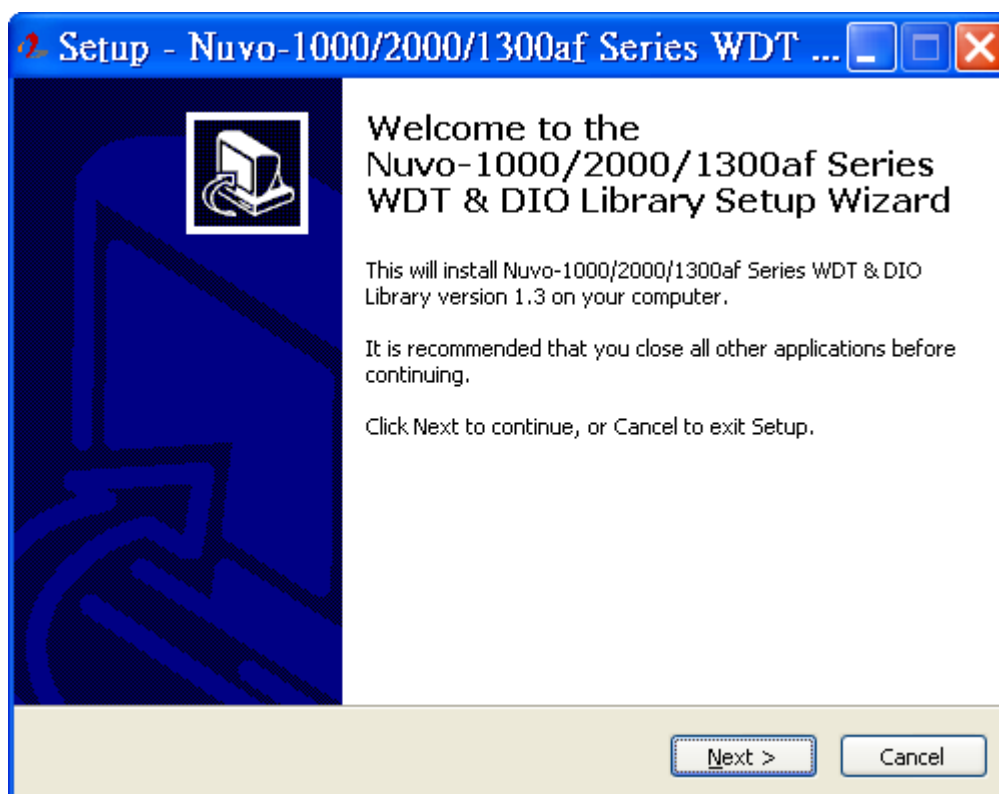 Setup - Nuvo-1000/2000/1300af Series WDT ...
Welcome to the
Nuvo-1000/2000/1300af Series
WDT & DIO Library Setup Wizard
This will install Nuvo-1000/2000/1300af Series WDT & DIO
Library version 1.3 on your computer.
It is recommended that you close all other applications before
continuing.
Click Next to continue, or Cancel to exit Setup.
Next >
Cancel